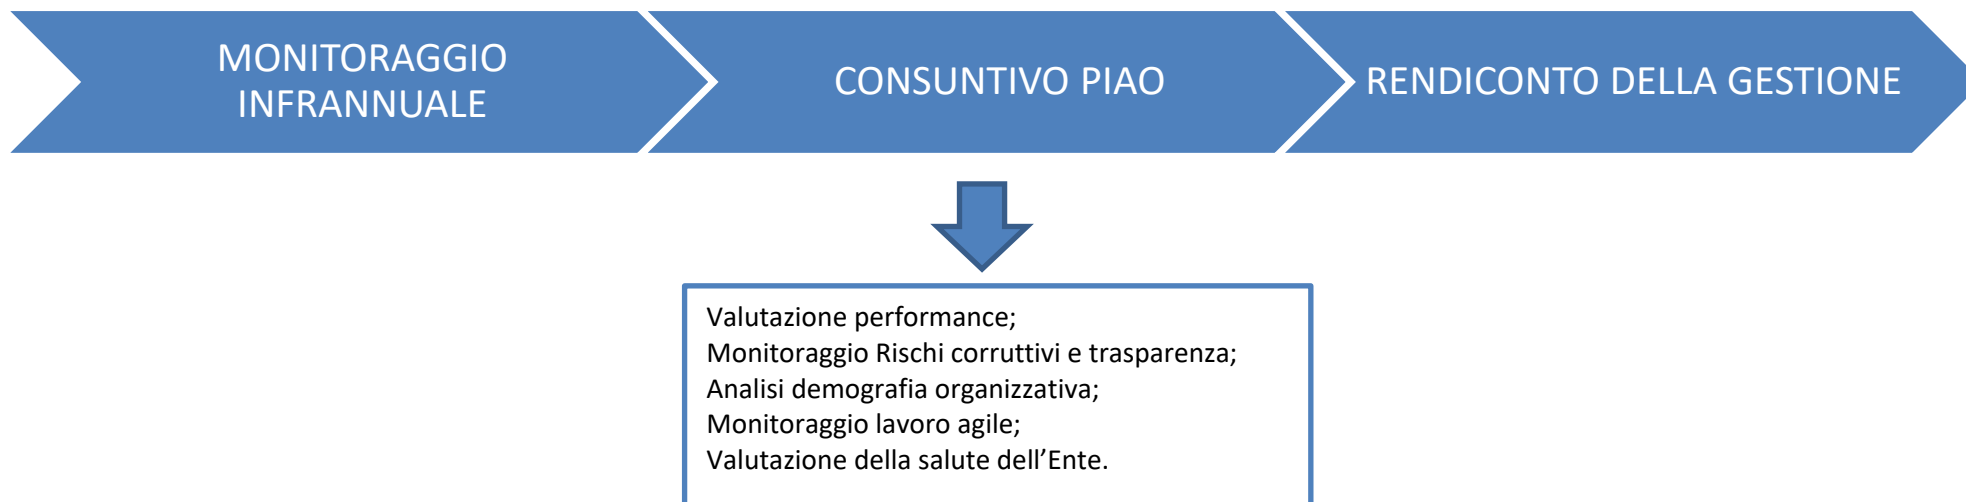 MONITORAGGIO
INFRANNUALE
CONSUNTIVO PIAO
RENDICONTO DELLA GESTIONE
Valutazione performance;
Monitoraggio Rischi corruttivi e trasparenza;
Analisi demografia organizzativa;
Monitoraggio lavoro agile;
Valutazione della salute dell’Ente.